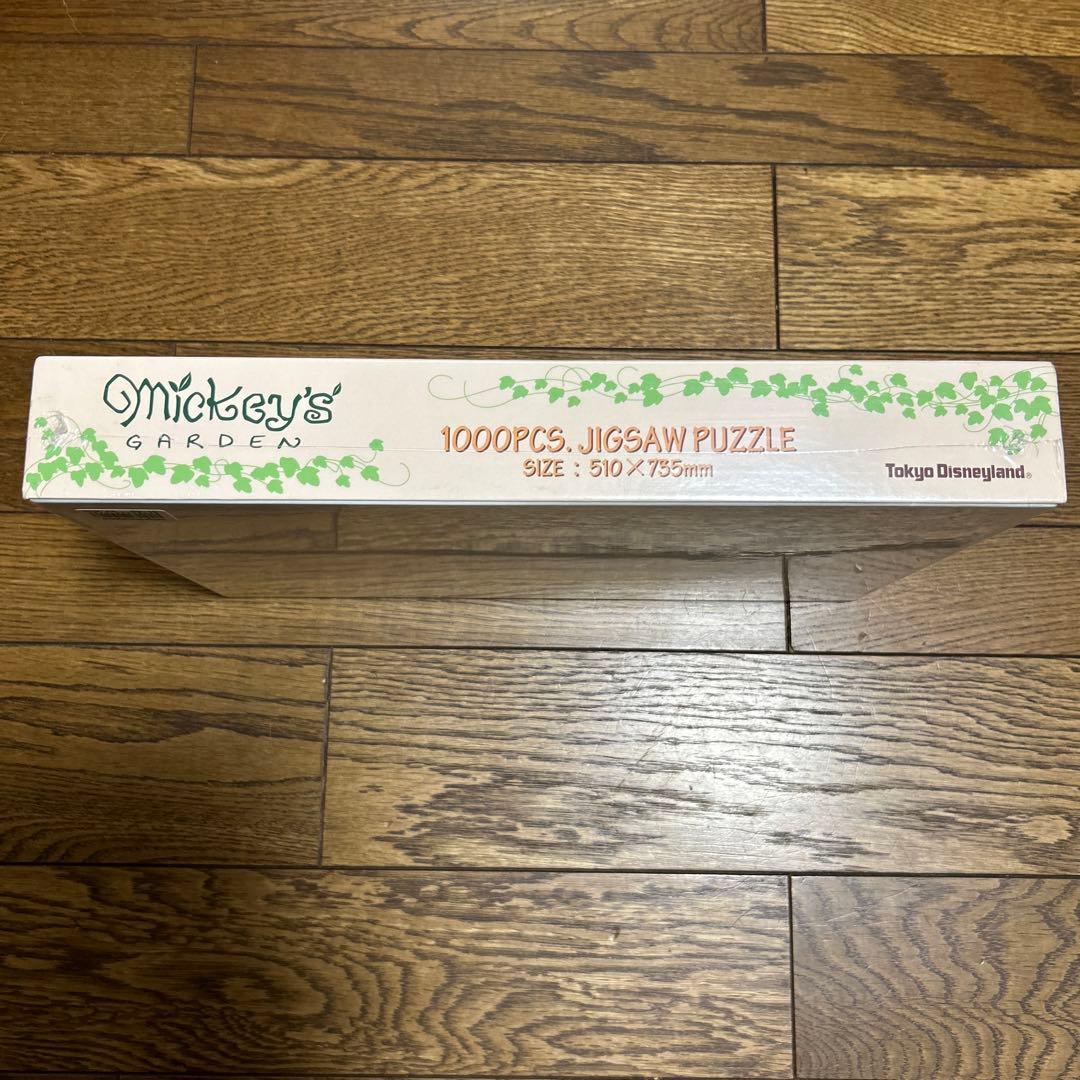 Mickey's
GARDEN
1000PCS. JIGSAW PUZZLE
SIZE : 510×735mm
Tokyo Disneyland®